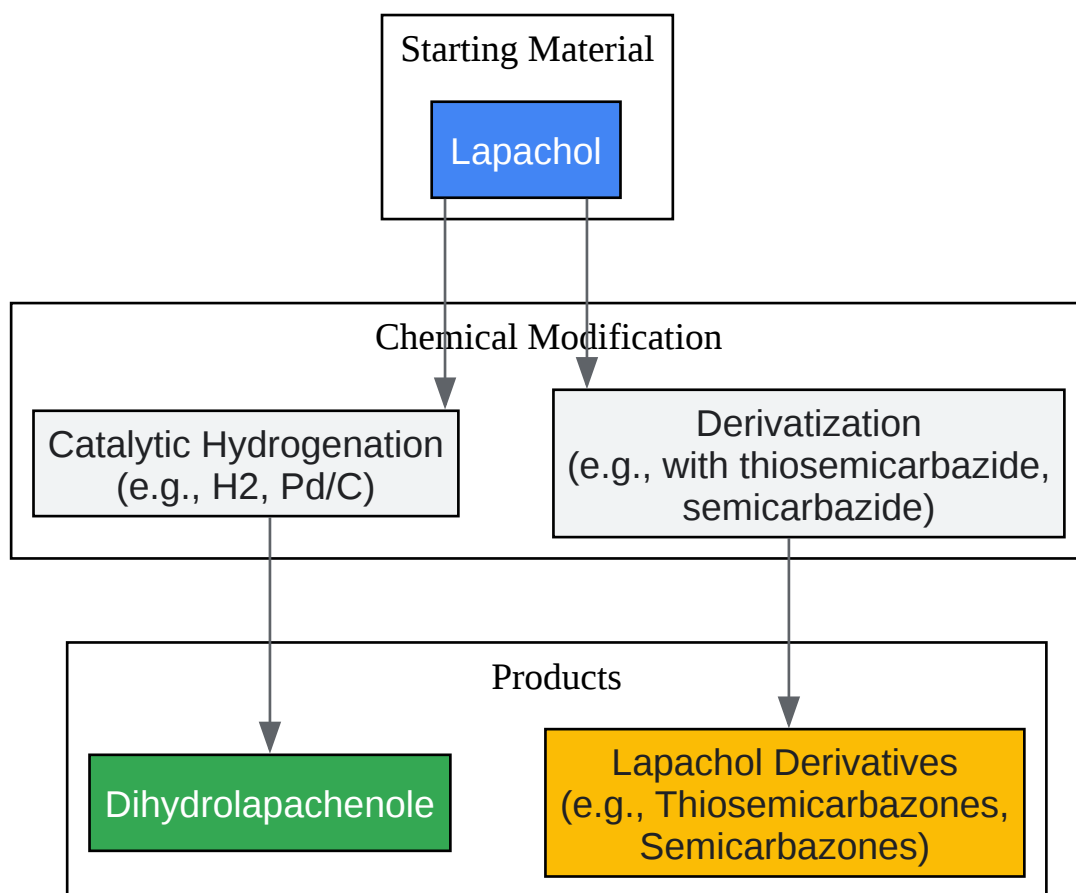 Starting Material
Lapachol
Chemical Modification
Catalytic Hydrogenation
(e.g., H2, Pd/C)
Derivatization
(e.g., with thiosemicarbazide,
semicarbazide)
Products
Dihydrolapachenole
Lapachol Derivatives
(e.g., Thiosemicarbazones,
Semicarbazones)